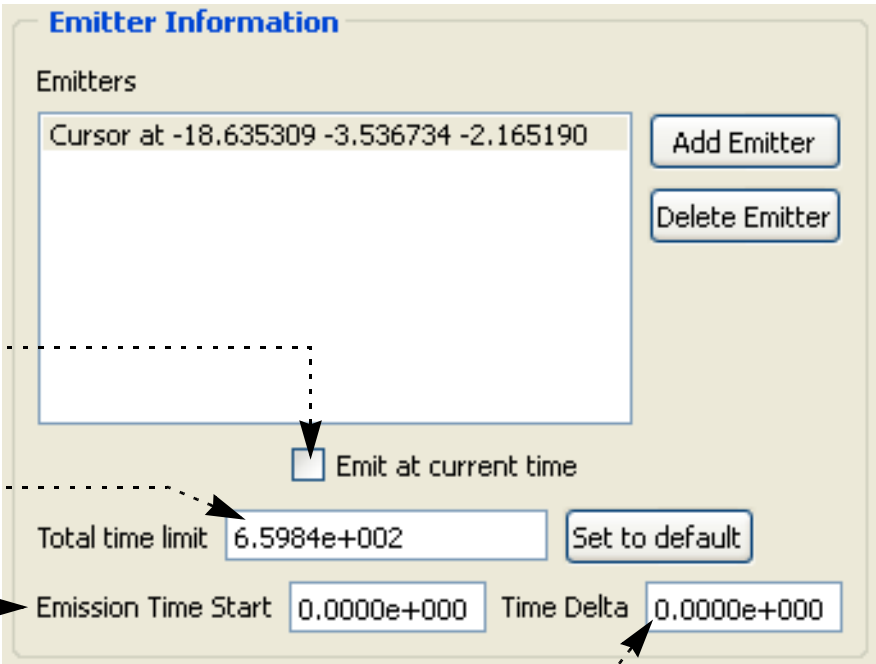 Emitter Information
Emitters
Cursor at -18.635309 -3.536734 -2.165190
Add Emitter
Delete Emitter
Emit at current time
Total time limit 6.5984e+002 Set to default
Emission Time Start 0.0000e+000 Time Delta 0.0000e+000